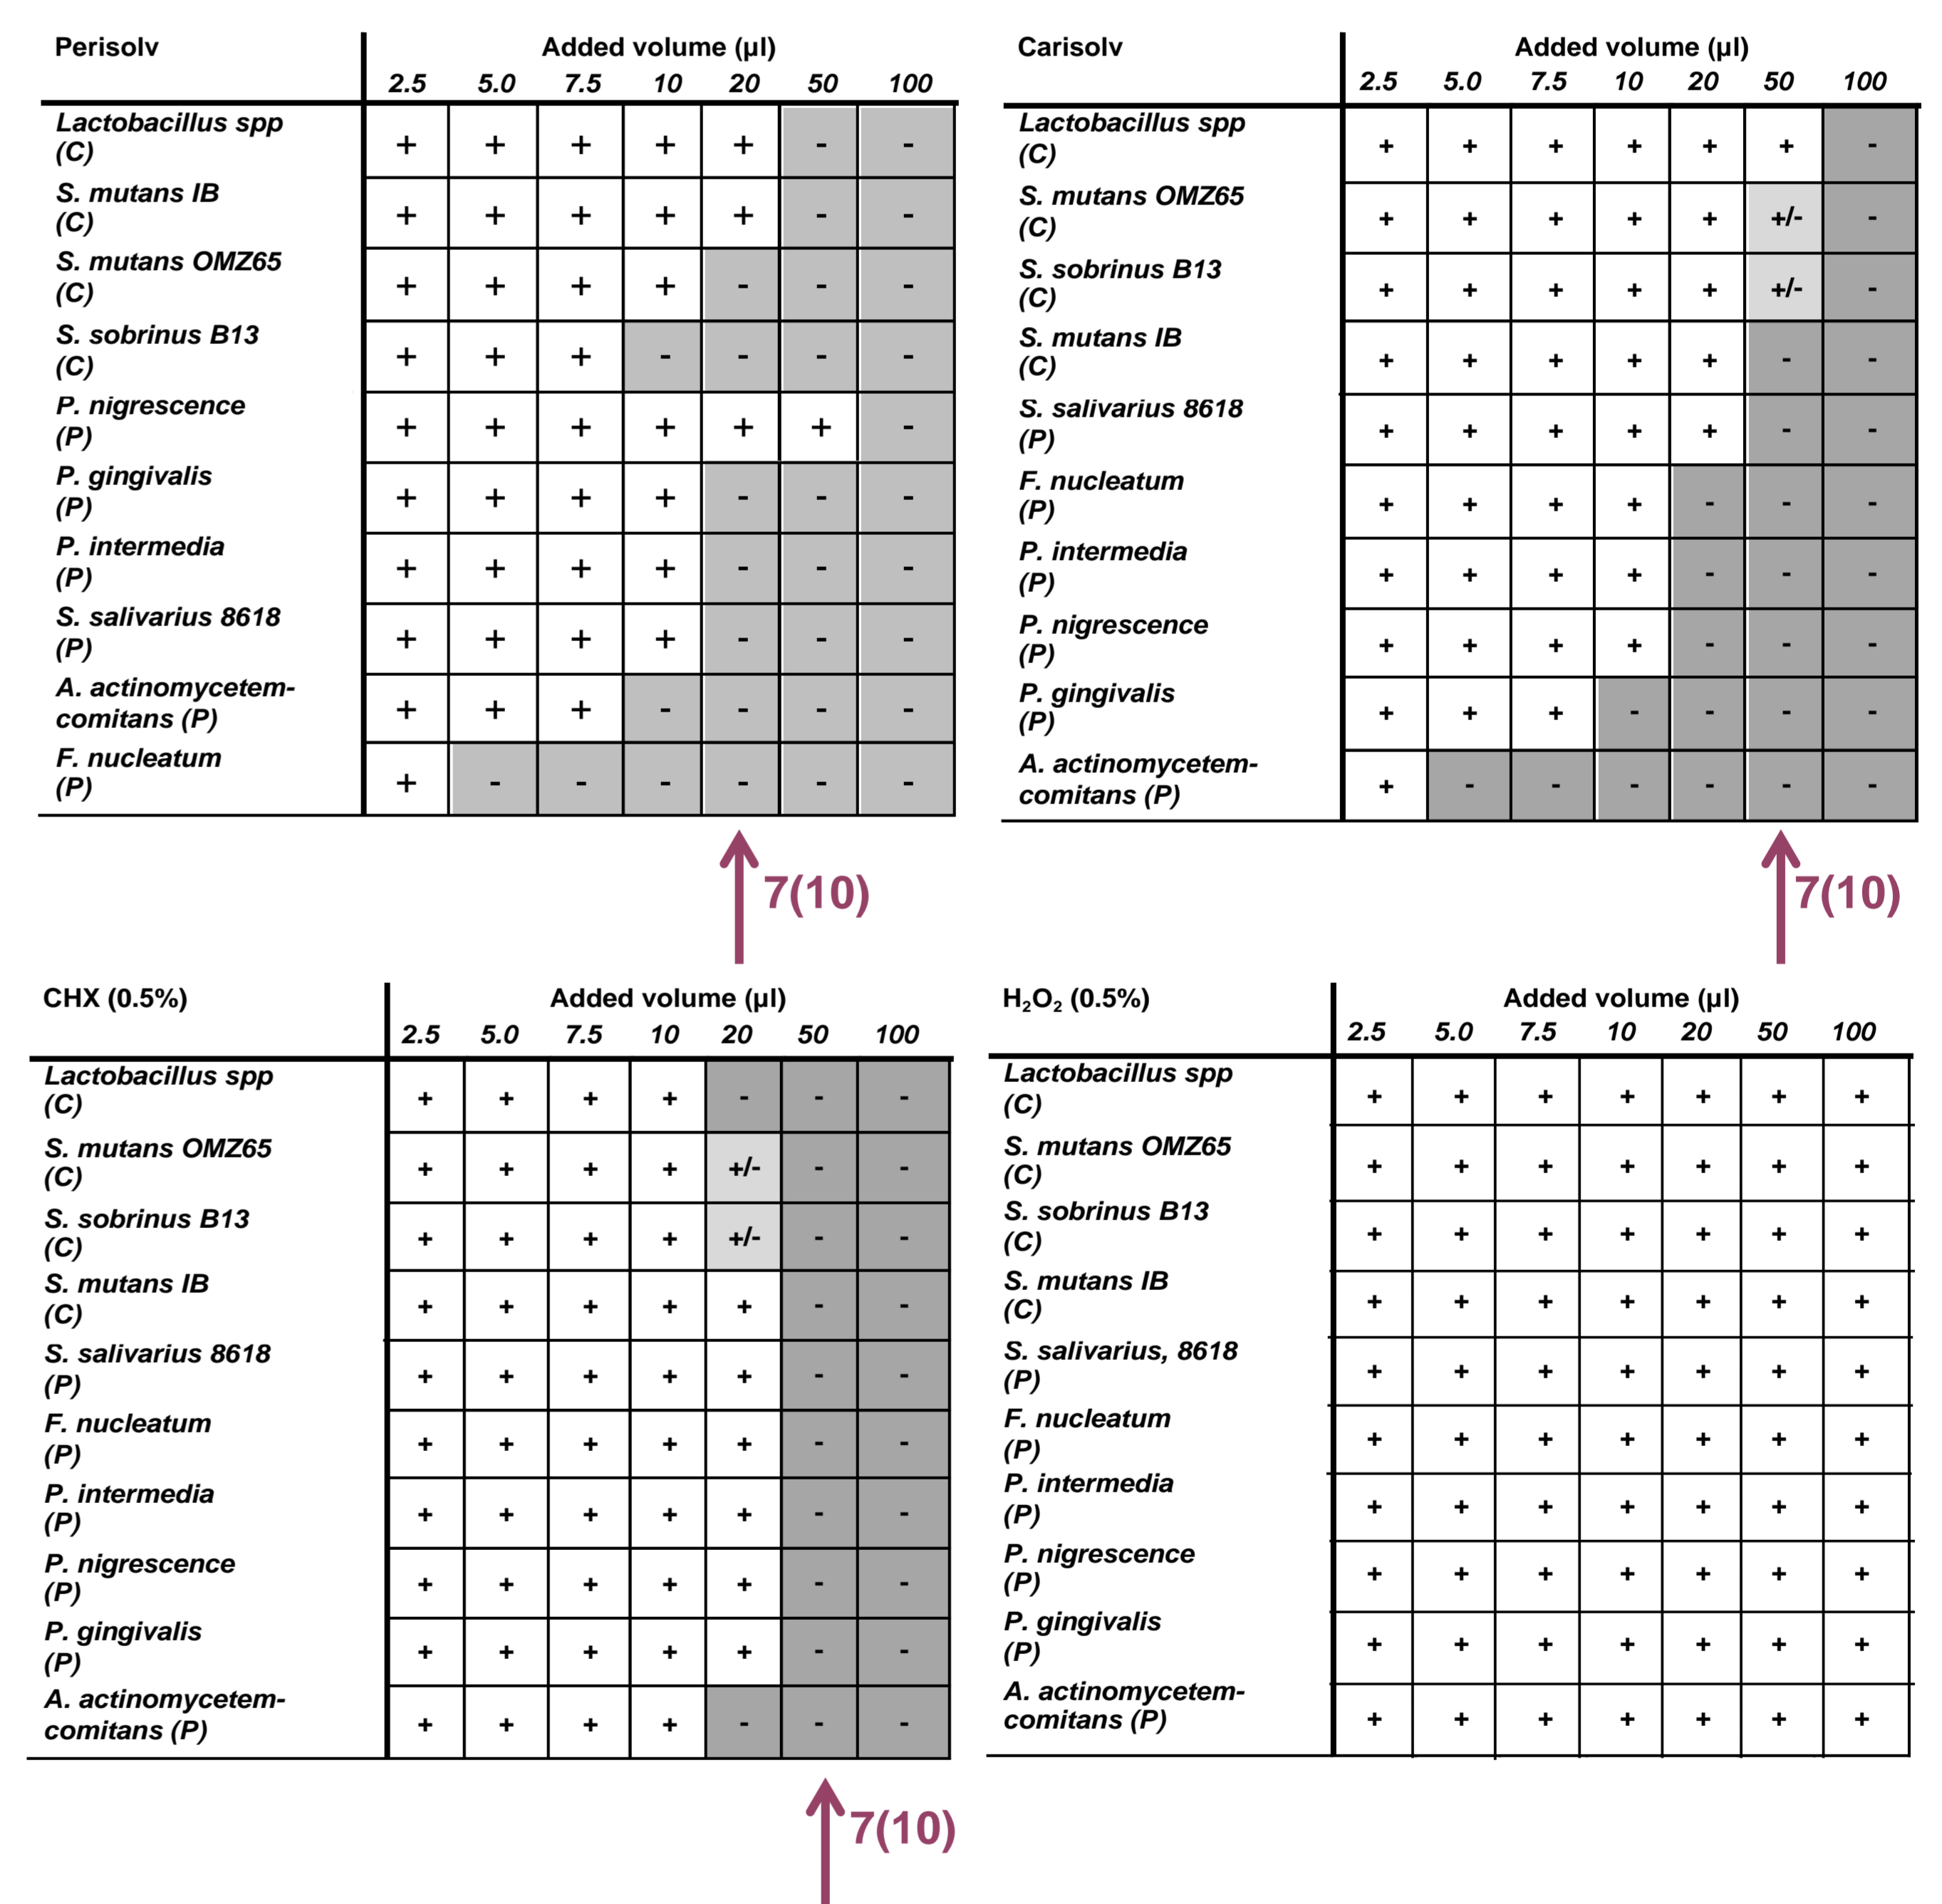 Perisolv Added volume (µl)
2.5 5.0 7.5 10 20 50 100
Lactobacillus spp
(C) + + + + + - -
S. mutans IB
(C) + + + + + - -
S. mutans OMZ65
(C) + + + + - - -
S. sobrinus B13
(C) + + + - - - -
P. nigrescence
(P) + + + + + + -
P. gingivalis
(P) + + + + - - -
P. intermedia
(P) + + + + - - -
S. salivarius 8618
(P) + + + + - - -
A. actinomycetem-
comitans (P) + + + - - - -
F. nucleatum
(P) + - - - - - -
7(10)
Carisolv Added volume (µl)
2.5 5.0 7.5 10 20 50 100
Lactobacillus spp
(C) + + + + + + -
S. mutans OMZ65
(C) + + + + + +/- -
S. sobrinus B13
(C) + + + + + +/- -
S. mutans IB
(C) + + + + + - -
S. salivarius 8618
(P) + + + + + - -
F. nucleatum
(P) + + + + - - -
P. intermedia
(P) + + + + - - -
P. nigrescence
(P) + + + + - - -
P. gingivalis
(P) + + + - - - -
A. actinomycetem-
comitans (P) + - - - - - -
7(10)
CHX (0.5%) Added volume (µl)
2.5 5.0 7.5 10 20 50 100
Lactobacillus spp
(C) + + + + - - -
S. mutans OMZ65
(C) + + + + +/- - -
S. sobrinus B13
(C) + + + + +/- - -
S. mutans IB
(C) + + + + + - -
S. salivarius 8618
(P) + + + + + - -
F. nucleatum
(P) + + + + + - -
P. intermedia
(P) + + + + + - -
P. nigrescence
(P) + + + + + - -
P. gingivalis
(P) + + + + + - -
A. actinomycetem-
comitans (P) + + + + - - -
7(10)
H₂O₂ (0.5%) Added volume (µl)
2.5 5.0 7.5 10 20 50 100
Lactobacillus spp
(C) + + + + + + +
S. mutans OMZ65
(C) + + + + + + +
S. sobrinus B13
(C) + + + + + + +
S. mutans IB
(C) + + + + + + +
S. salivarius, 8618
(P) + + + + + + +
F. nucleatum
(P) + + + + + + +
P. intermedia
(P) + + + + + + +
P. nigrescence
(P) + + + + + + +
P. gingivalis
(P) + + + + + + +
A. actinomycetem-
comitans (P) + + + + + + +